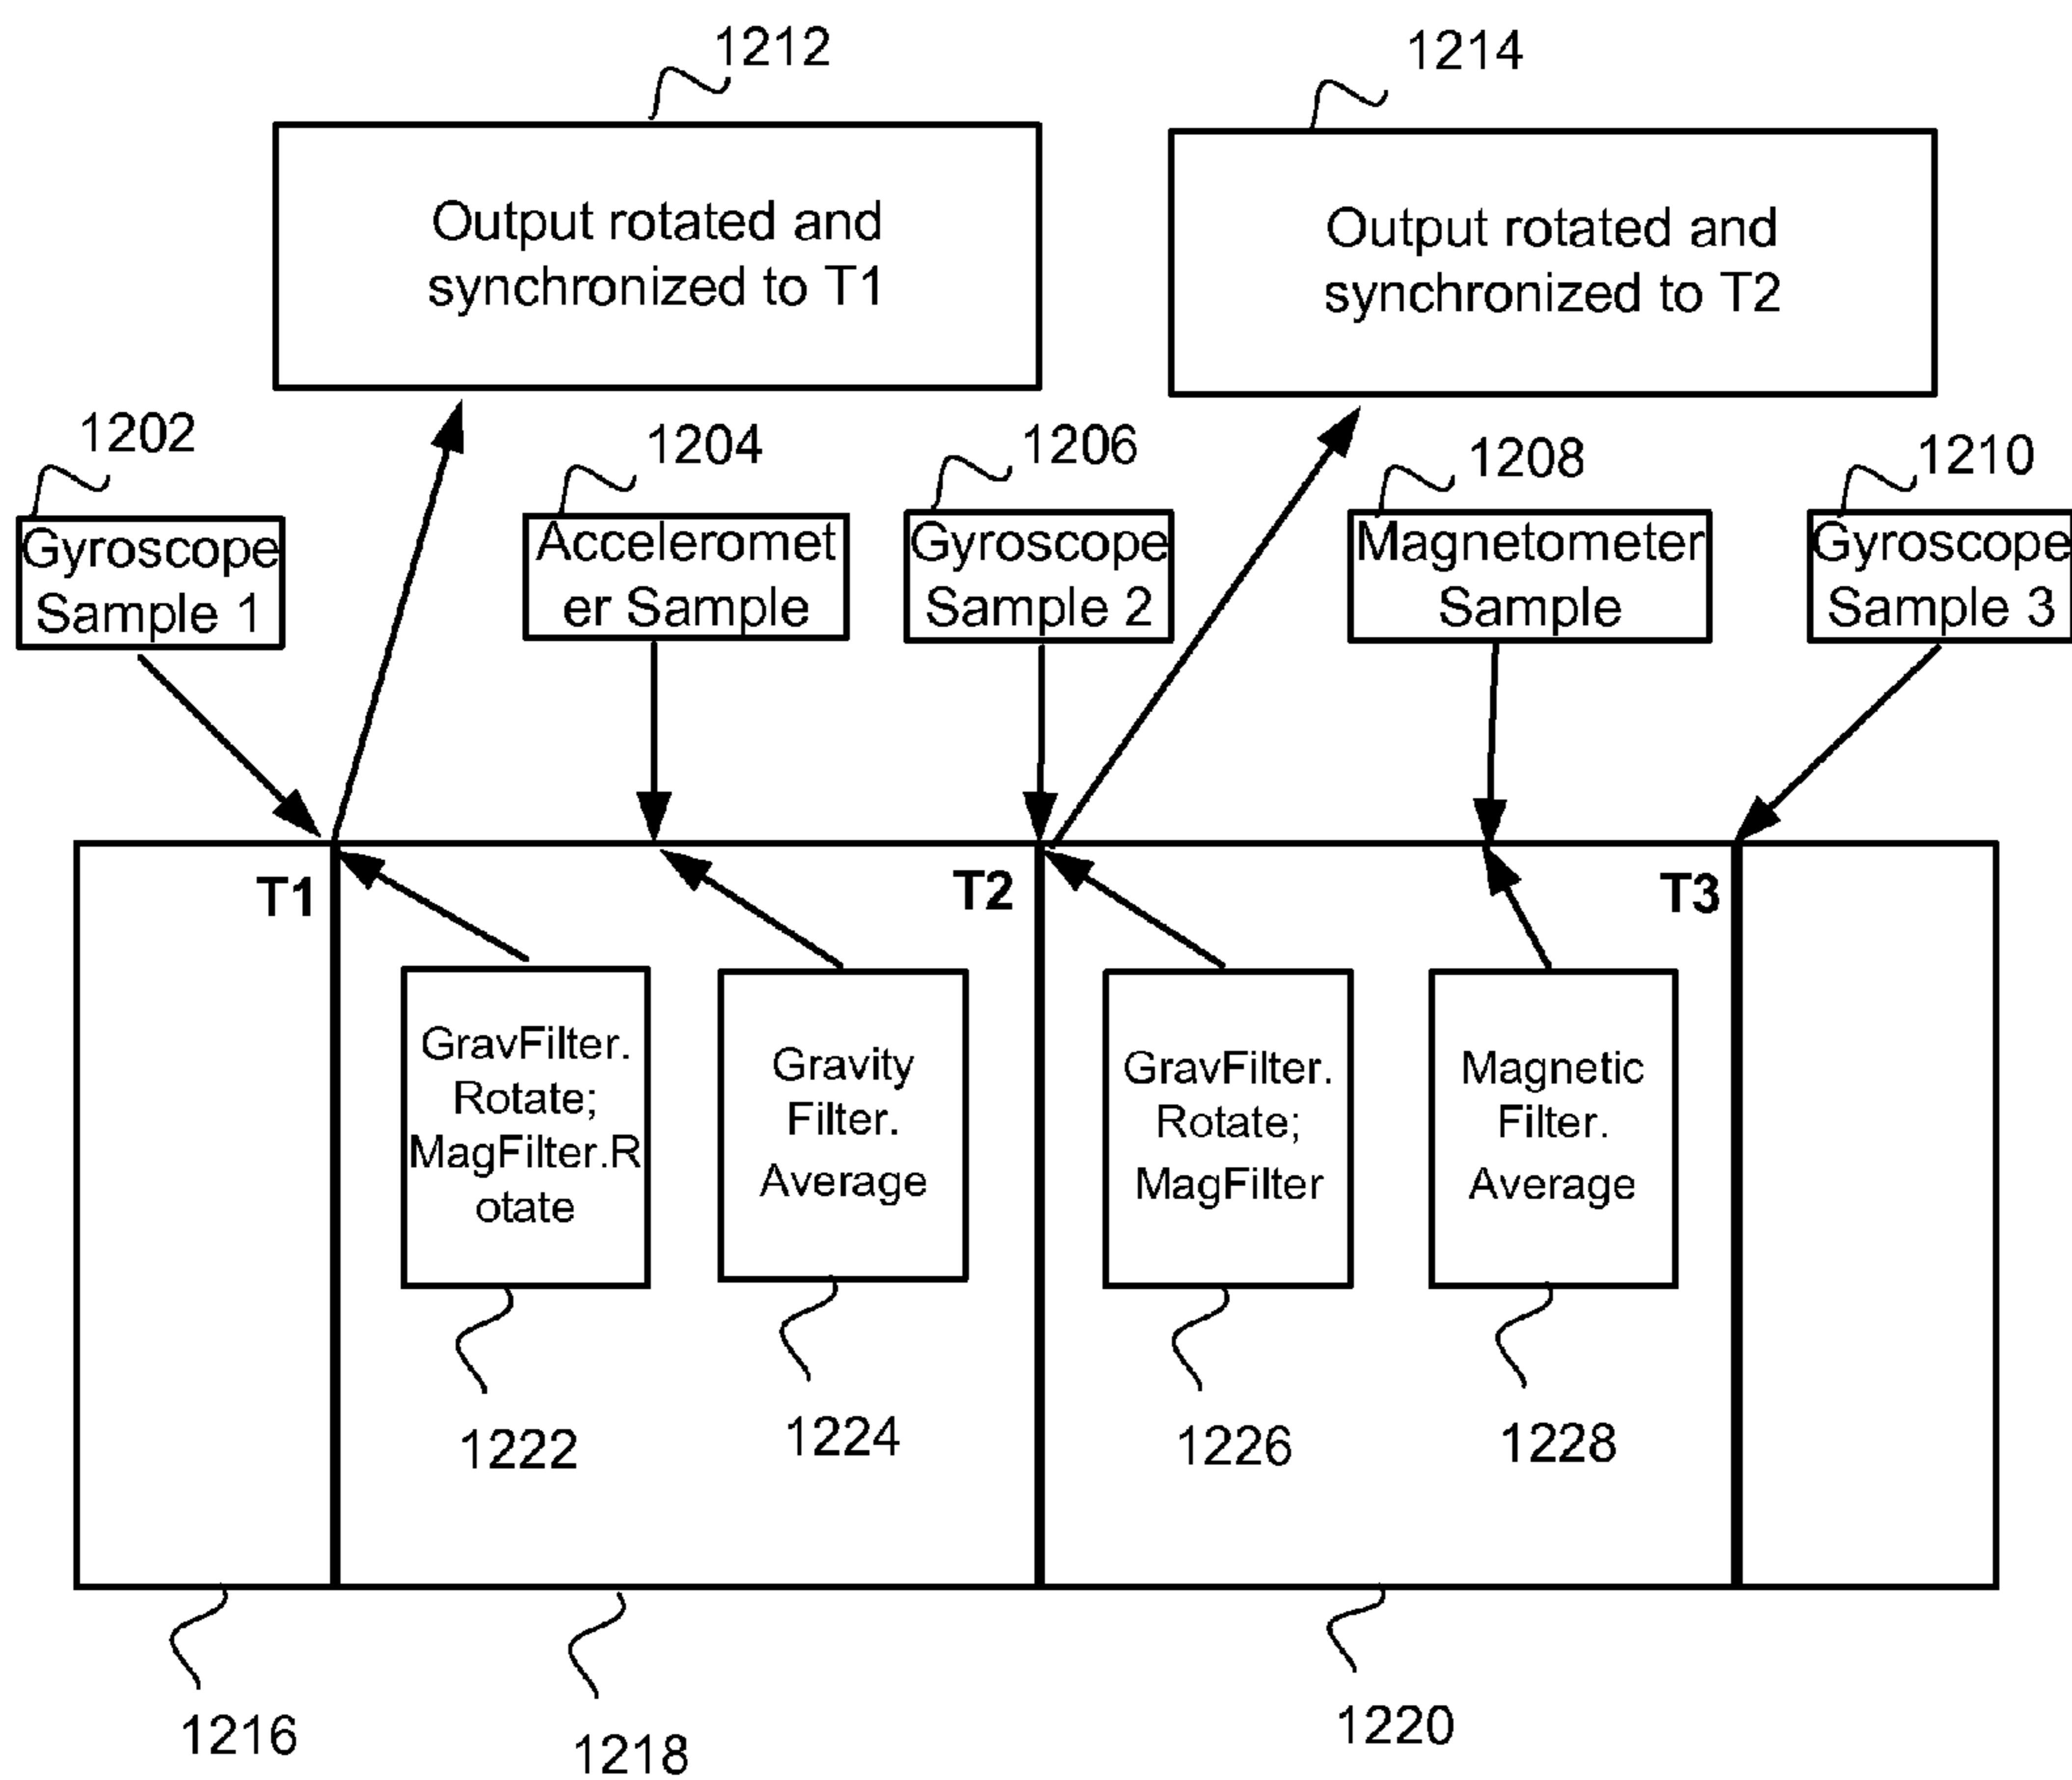 1212
1214
Output rotated and
synchronized to T1
Output rotated and
synchronized to T2
1202
1204
1206
1208
1210
Gyroscope
Sample 1
Acceleromet
er Sample
Gyroscope
Sample 2
Magnetometer
Sample
Gyroscope
Sample 3
T1
T2
T3
GravFilter.
Rotate;
MagFilter.R
otate
Gravity
Filter.
Average
GravFilter.
Rotate;
MagFilter
Magnetic
Filter.
Average
1222
1224
1226
1228
1216
1218
1220